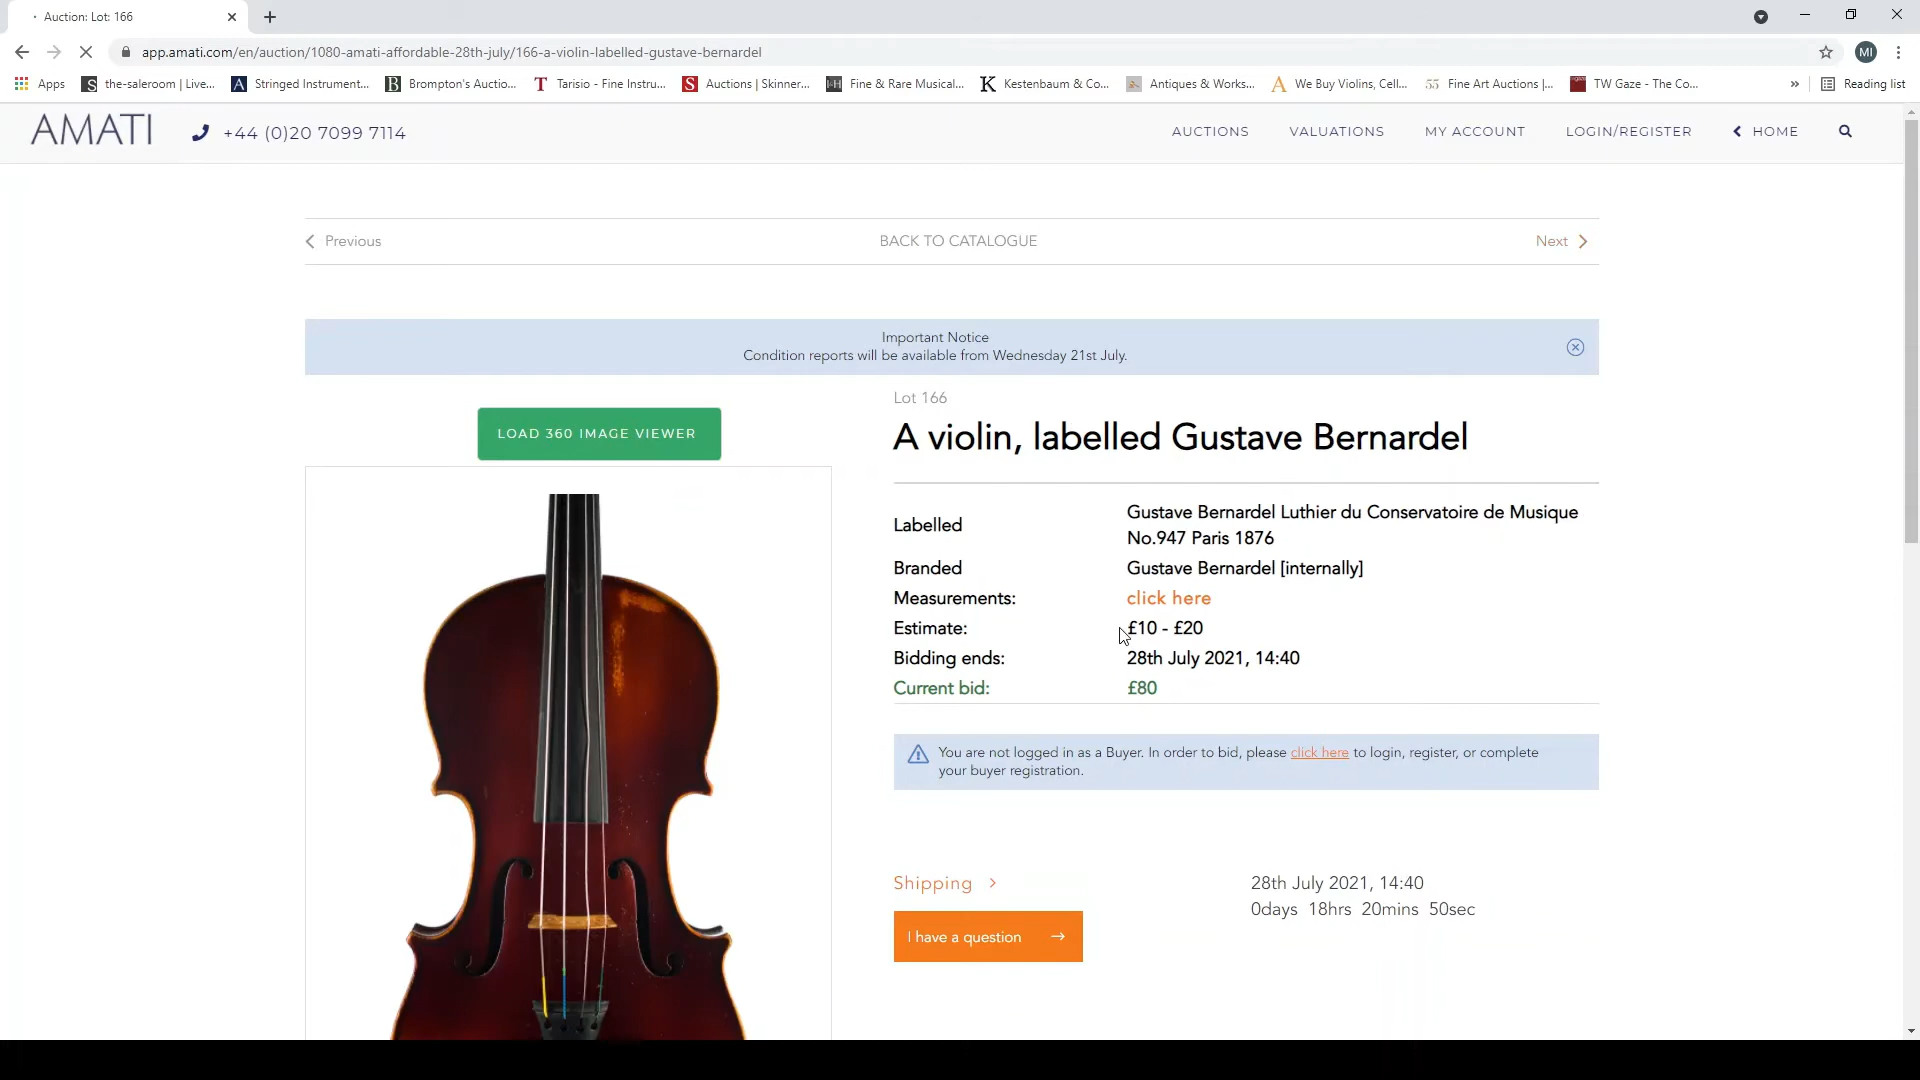 Auction: Lot: 166
app.amati.com/en/auction/1080-amati-affordable-28th-july/166-a-violin-labelled-gustave-bernardel
MI
Apps
the-saleroom | Live...
Stringed Instrument...
Brompton's Auctio...
Tarisio - Fine Instru...
Auctions | Skinner...
Fine & Rare Musical...
Kestenbaum & Co...
Antiques & Works...
We Buy Violins, Cell...
Fine Art Auctions |...
TW Gaze - The Co...
»
Reading list
AMATI
+44 (0)20 7099 7114
AUCTIONS
VALUATIONS
MY ACCOUNT
LOGIN/REGISTER
HOME
Previous
BACK TO CATALOGUE
Next
Important Notice
Condition reports will be available from Wednesday 21st July.
LOAD 360 IMAGE VIEWER
Lot 166
A violin, labelled Gustave Bernardel
Labelled
Gustave Bernardel Luthier du Conservatoire de Musique
No.947 Paris 1876
Branded
Gustave Bernardel [internally]
Measurements:
click here
Estimate:
£10 - £20
Bidding ends:
28th July 2021, 14:40
Current bid:
£80
You are not logged in as a Buyer. In order to bid, please click here to login, register, or complete
your buyer registration.
Shipping
28th July 2021, 14:40
0days 18hrs 20mins 50sec
I have a question